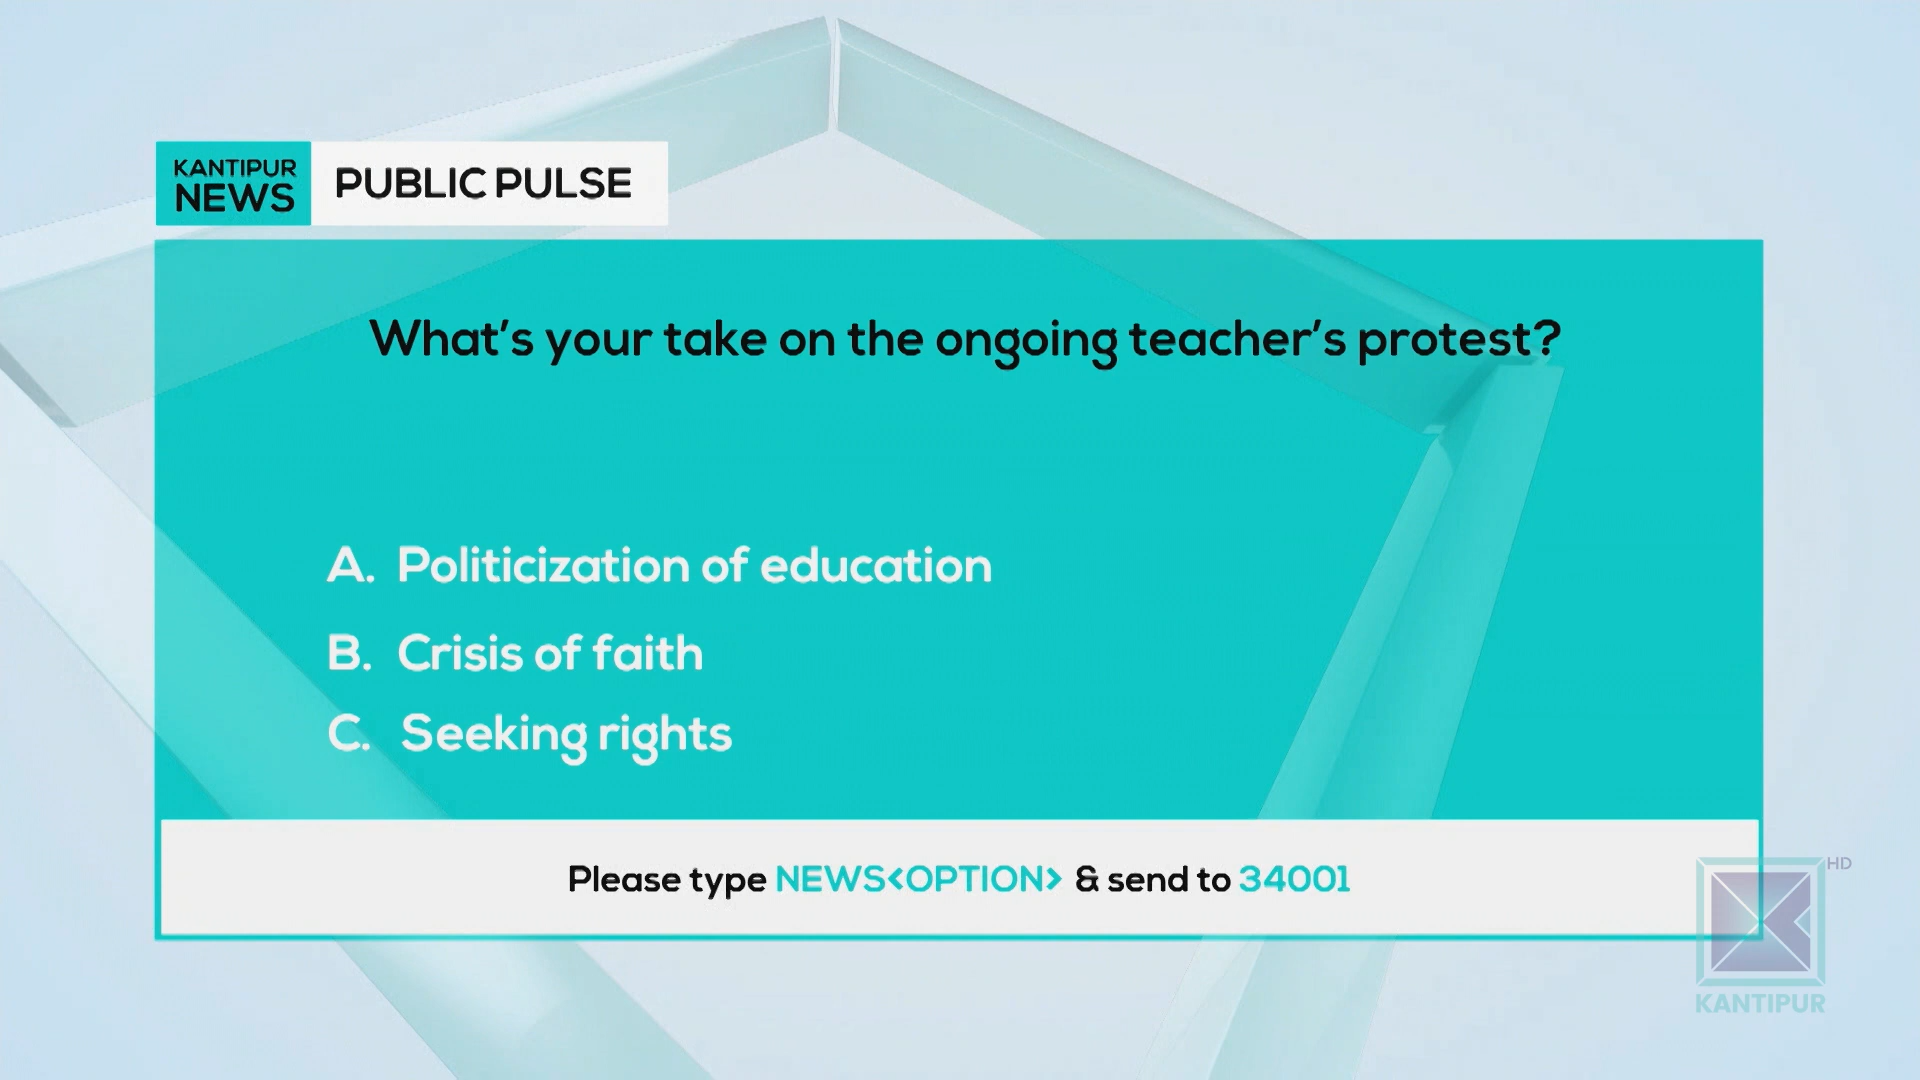 KANTIPUR
NEWS
PUBLIC PULSE
What's your take on the ongoing teacher's protest?
A. Politicization of education
B. Crisis of faith
C. Seeking rights
Please type NEWS<OPTION> & send to 34001
HD
KANTIPUR